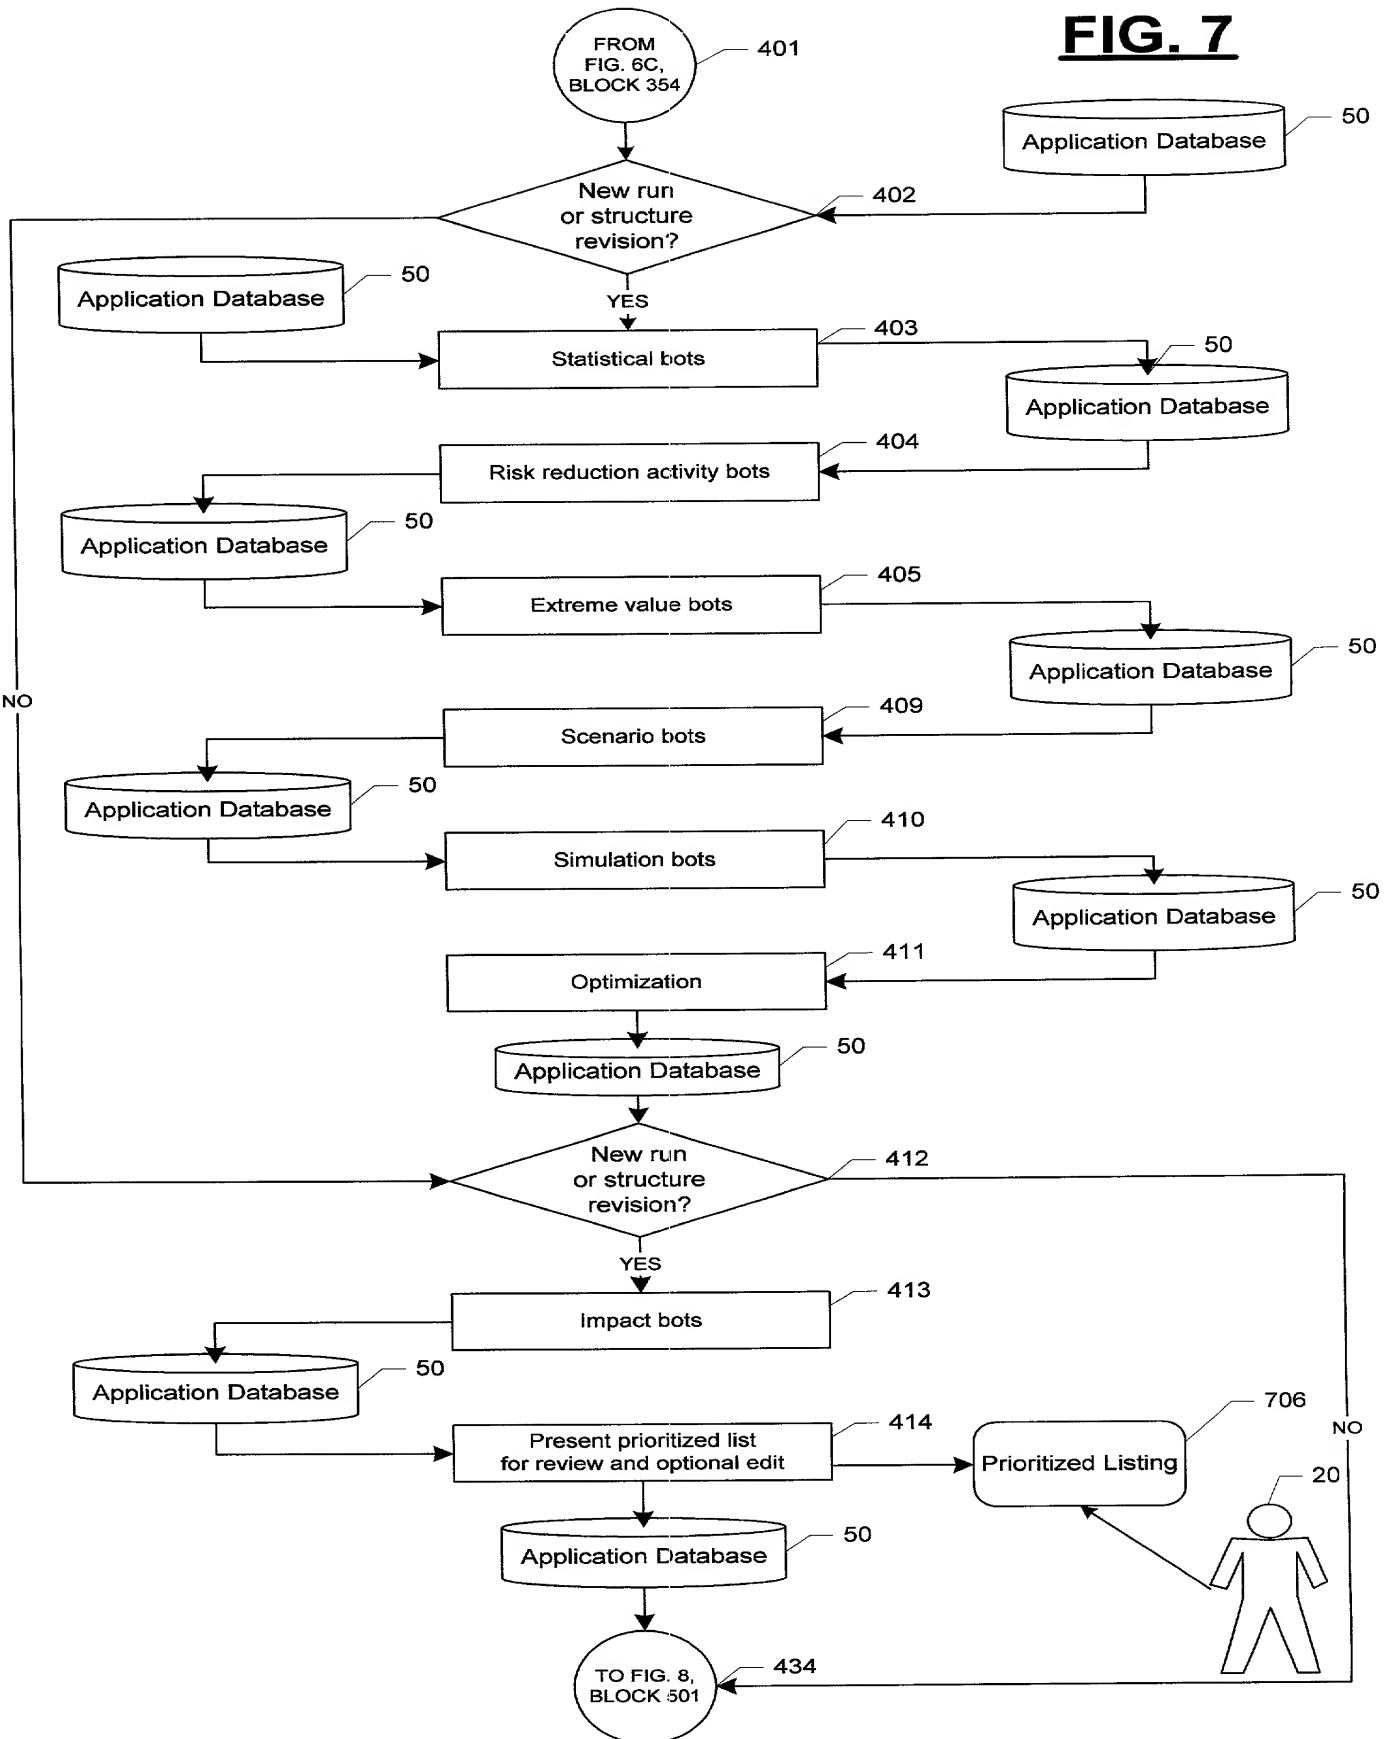 FIG. 7
FROM
FIG. 6C,
BLOCK 354
401
50
Application Database
New run
or structure
revision?
402
50
Application Database
YES
403
Statistical bots
50
Application Database
404
Risk reduction activity bots
50
Application Database
405
Extreme value bots
50
Application Database
NO
409
Scenario bots
50
Application Database
410
Simulation bots
50
Application Database
411
Optimization
50
Application Database
New run
or structure
revision?
412
YES
413
Impact bots
50
Application Database
414
Present prioritized list
for review and optional edit
706
Prioritized Listing
NO
20
50
Application Database
434
TO FIG. 8,
BLOCK 501